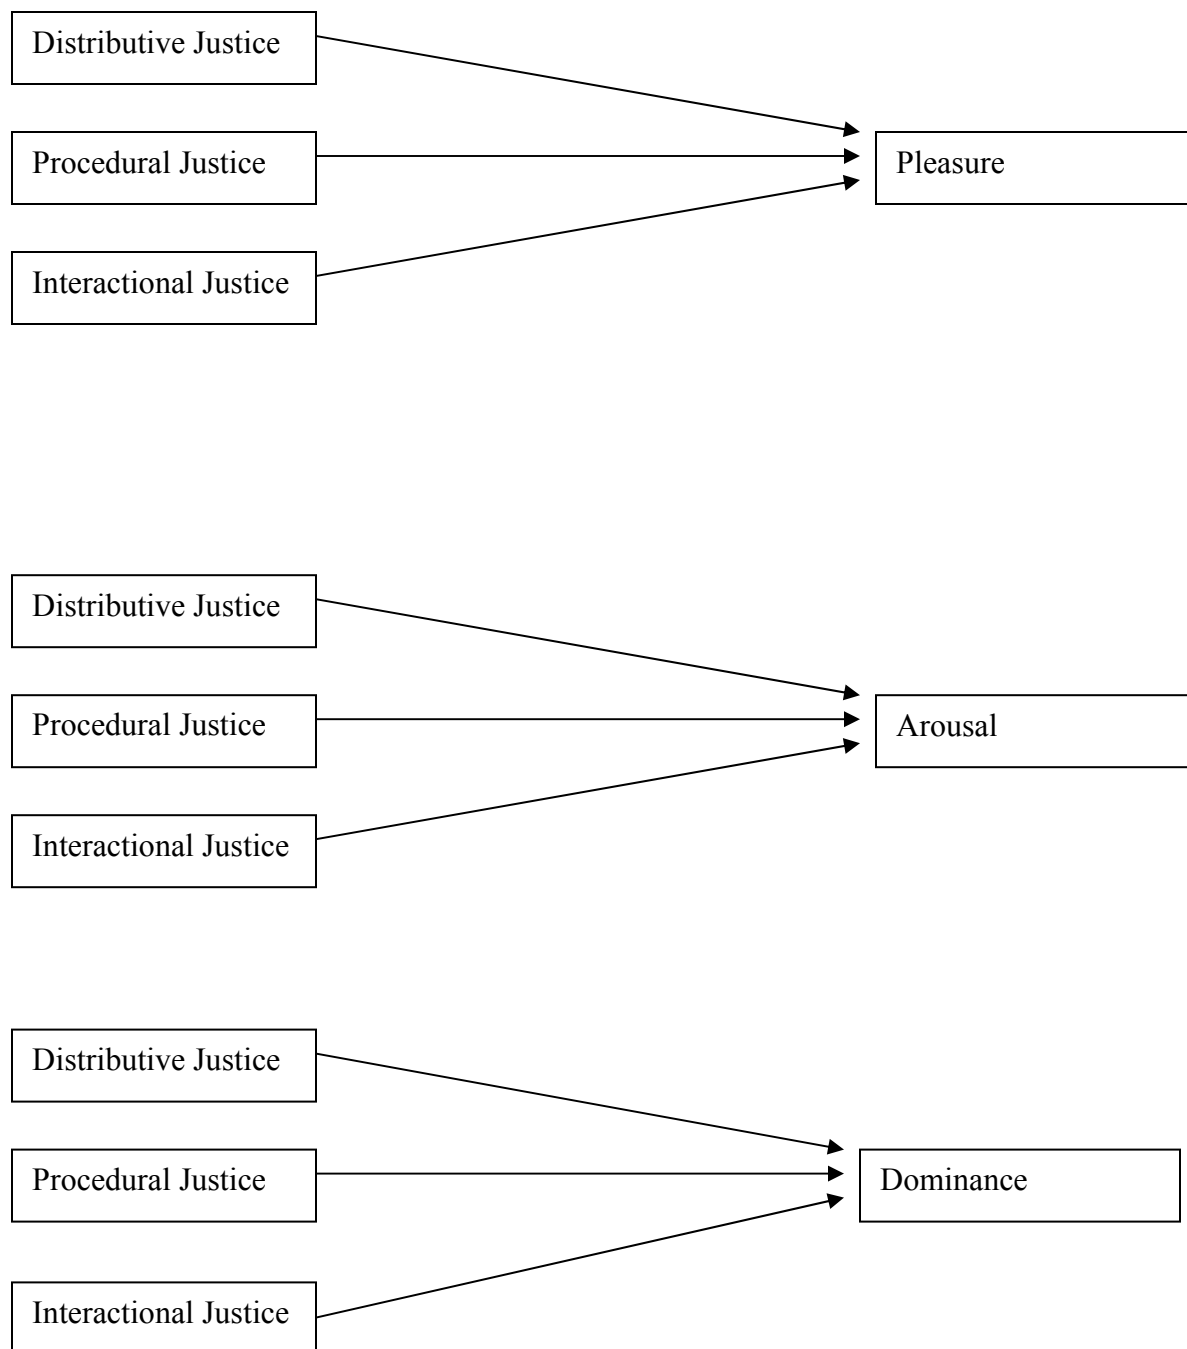 Distributive Justice
Procedural Justice
Pleasure
Interactional Justice
Distributive Justice
Procedural Justice
Arousal
Interactional Justice
Distributive Justice
Procedural Justice
Dominance
Interactional Justice